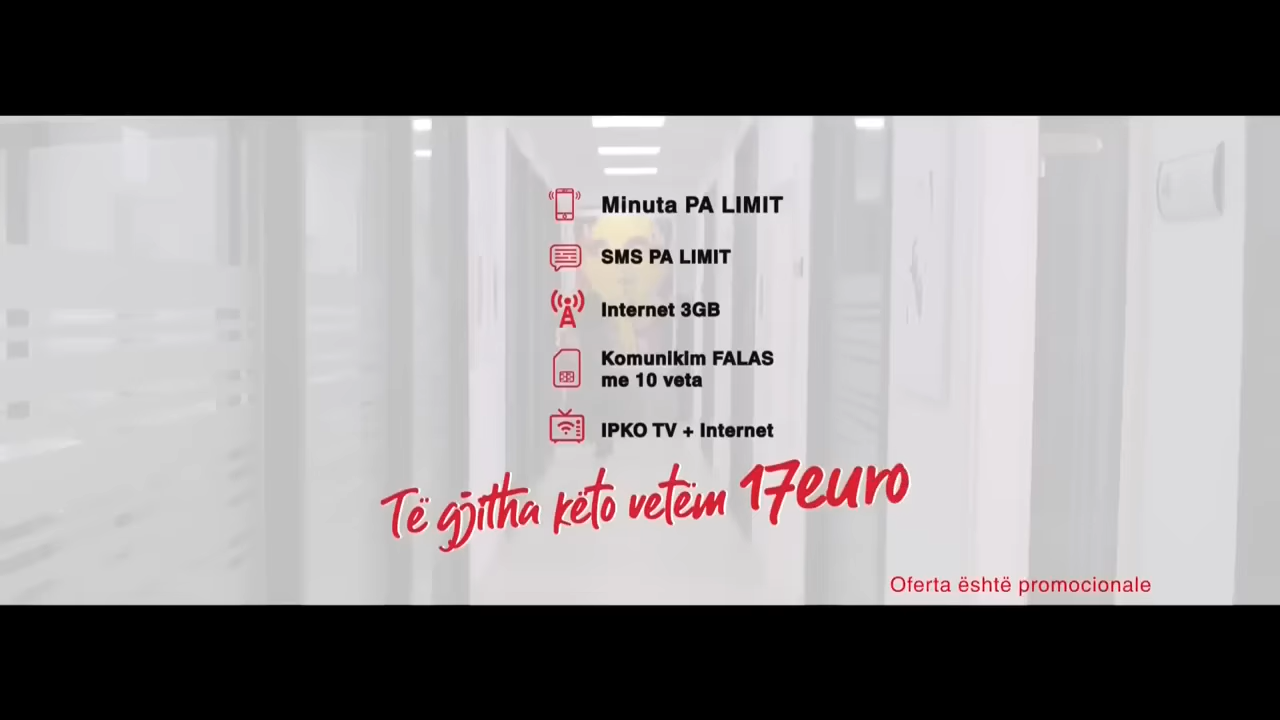 Minuta PA LIMIT
SMS PA LIMIT
Internet 3GB
Komunikim FALAS
me 10 veta
IPKO TV + Internet
Të gjitha këto vetëm 17euro
Oferta është promocionale